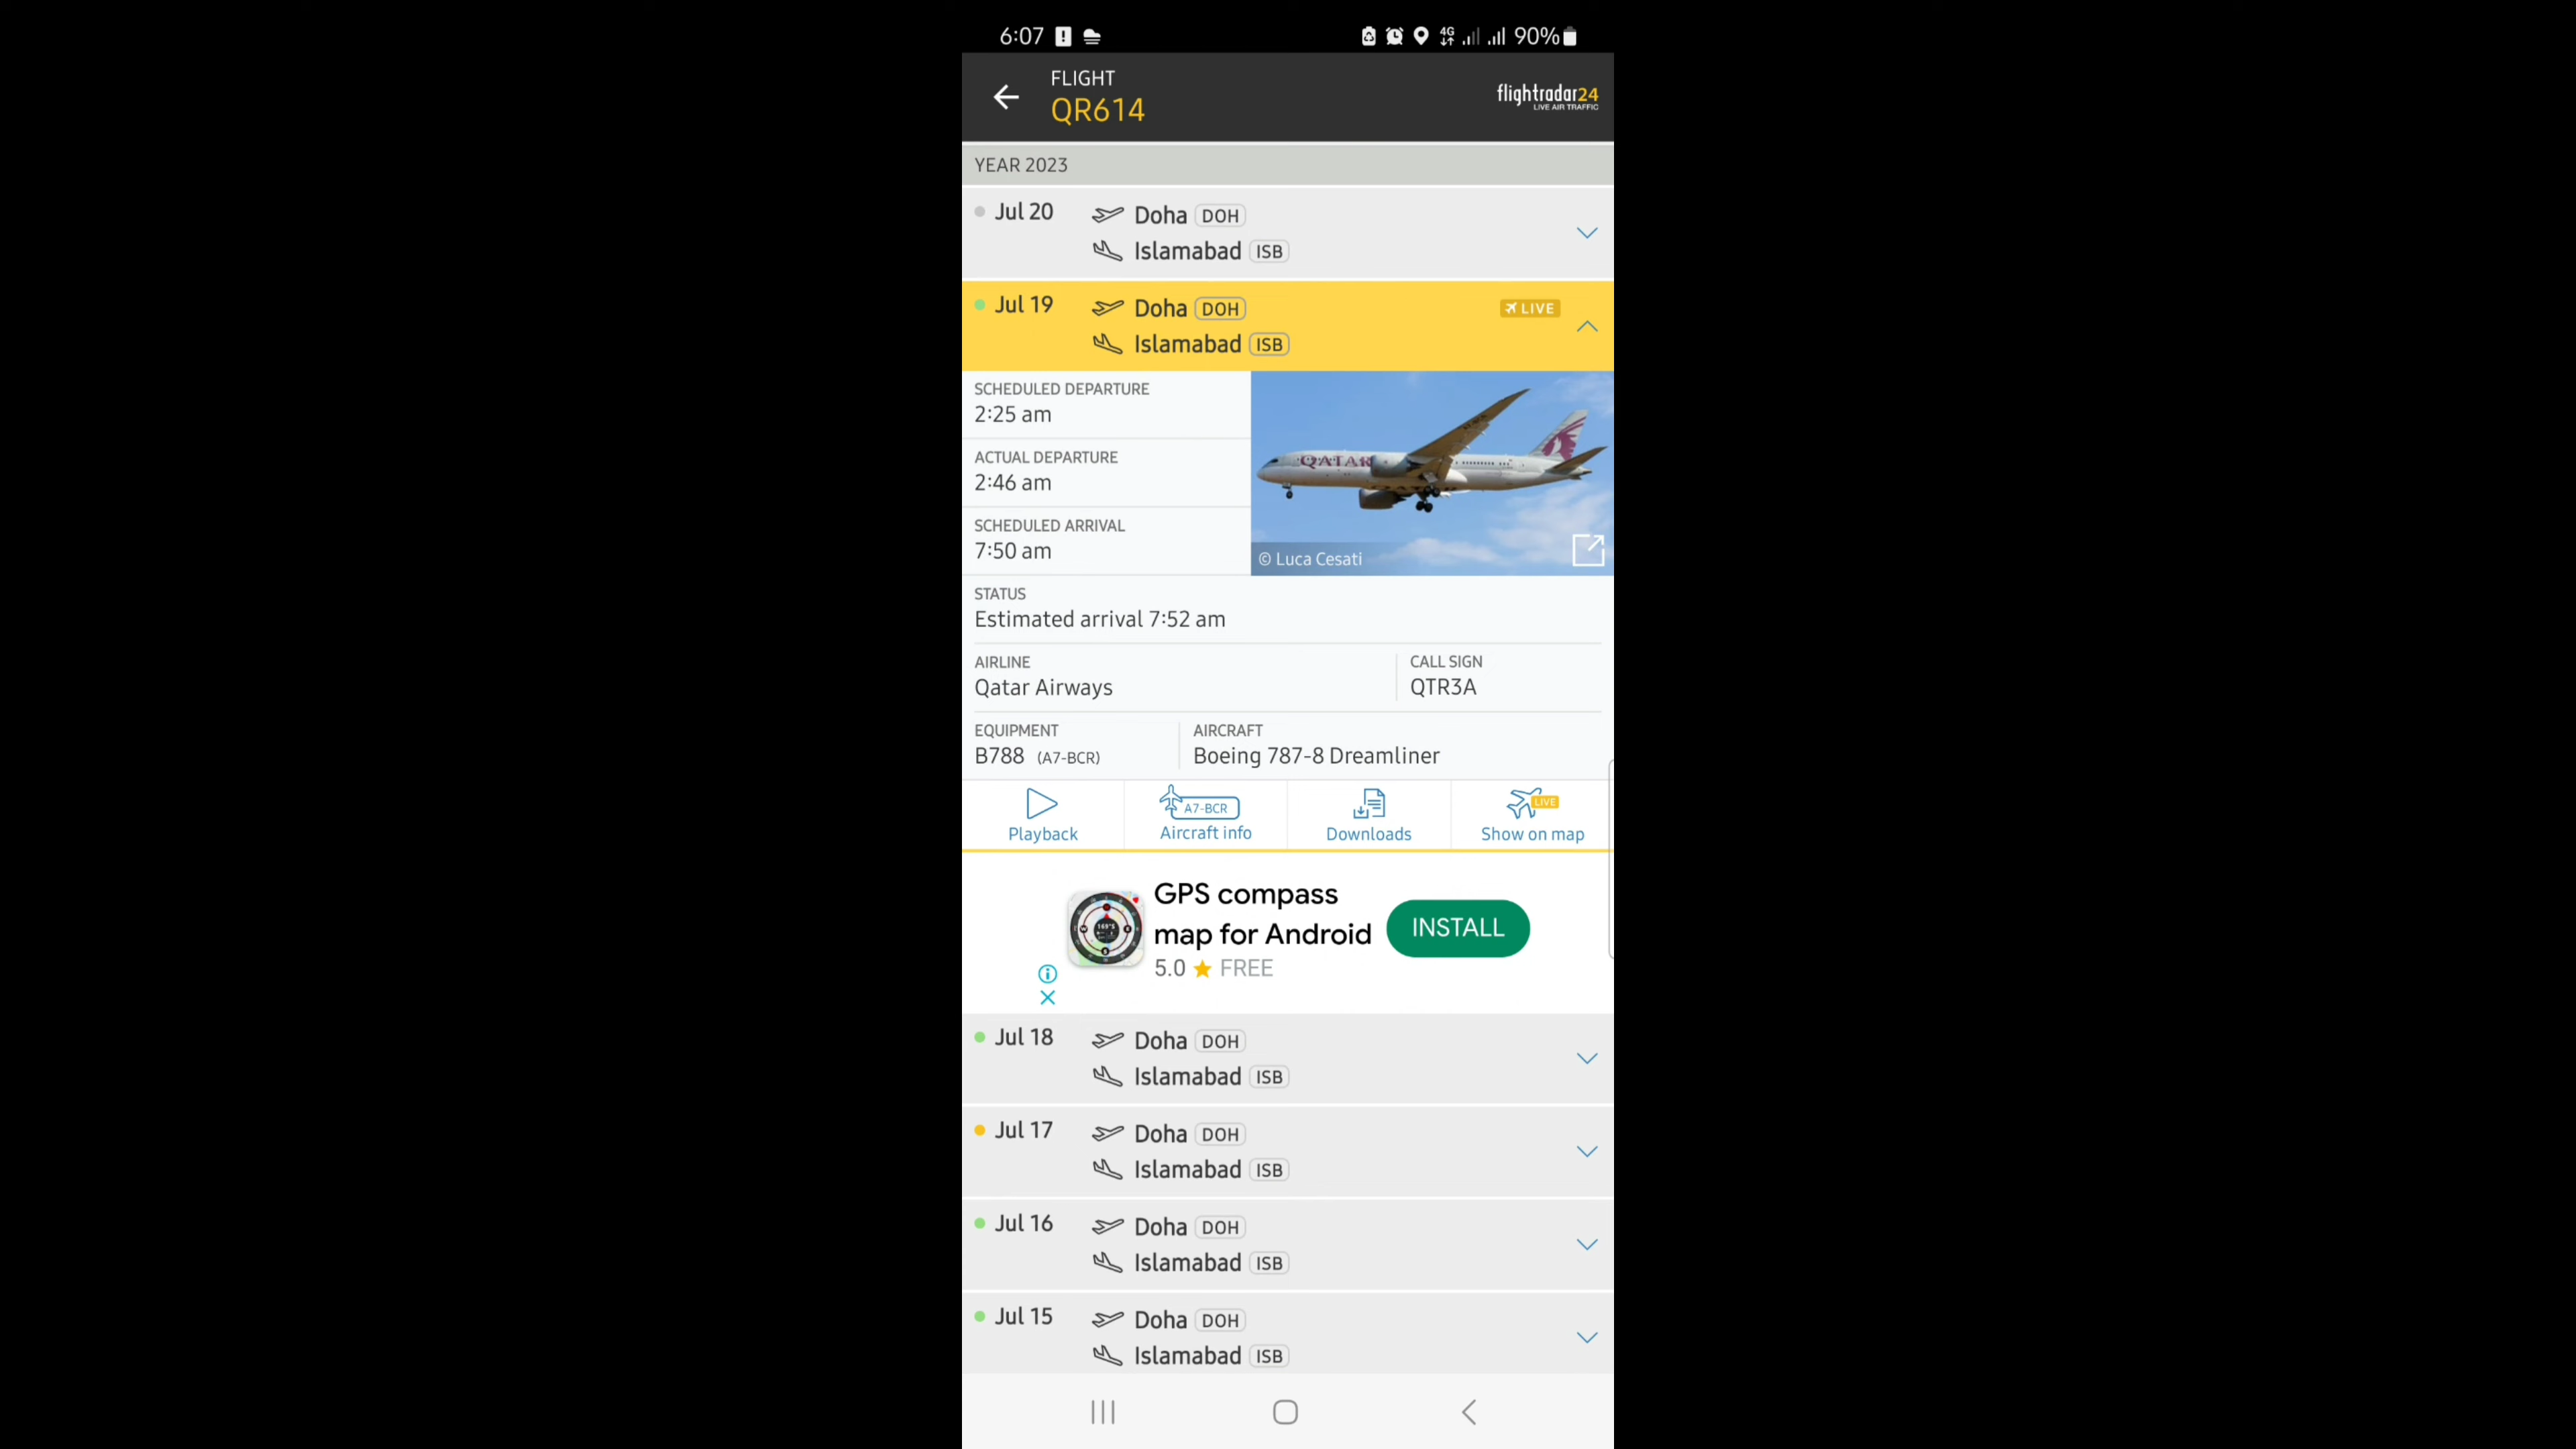 6:07
4G
90%
FLIGHT
QR614
flightradar24
LIVE AIR TRAFFIC
YEAR 2023
Jul 20
Doha DOH
Islamabad ISB
Jul 19
Doha DOH
LIVE
Islamabad ISB
SCHEDULED DEPARTURE
2:25 am
ACTUAL DEPARTURE
2:46 am
SCHEDULED ARRIVAL
7:50 am
QATAR
© Luca Cesati
STATUS
Estimated arrival 7:52 am
AIRLINE
Qatar Airways
CALL SIGN
QTR3A
EQUIPMENT
B788 (A7-BCR)
AIRCRAFT
Boeing 787-8 Dreamliner
Playback
A7-BCR
Aircraft info
Downloads
LIVE
Show on map
GPS compass
map for Android
5.0 FREE
INSTALL
Jul 18
Doha DOH
Islamabad ISB
Jul 17
Doha DOH
Islamabad ISB
Jul 16
Doha DOH
Islamabad ISB
Jul 15
Doha DOH
Islamabad ISB